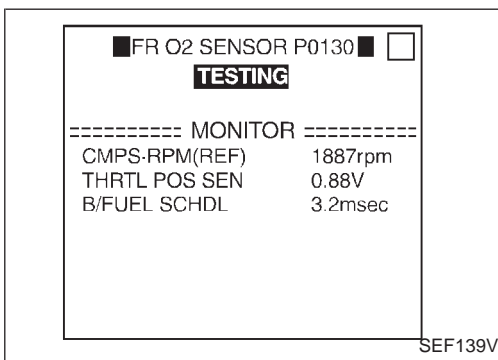 ■FR O2 SENSOR P0130■ □
TESTING
========== MONITOR ==========
CMPS·RPM(REF) 1887rpm
THRTL POS SEN 0.88V
B/FUEL SCHDL 3.2msec
SEF139V